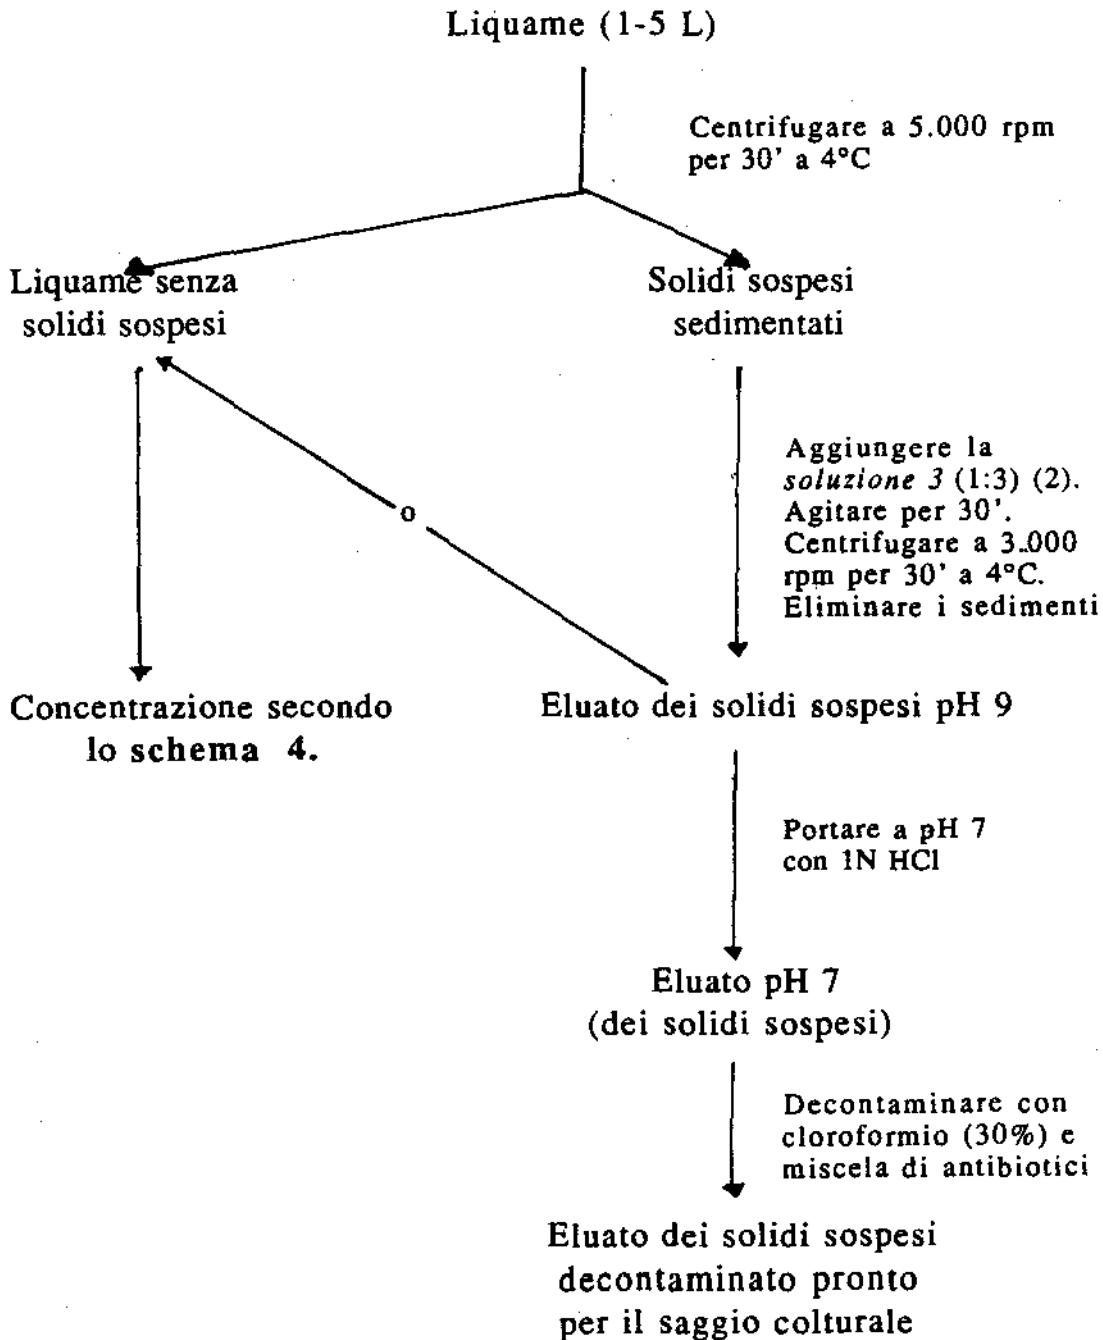 Liquame (1-5 L)
Centrifugare a 5.000 rpm
per 30' a 4°C
Liquame senza
solidi sospesi
Solidi sospesi
sedimentati
Aggiungere la
soluzione 3 (1:3) (2).
Agitare per 30'.
Centrifugare a 3.000
rpm per 30' a 4°C.
Eliminare i sedimenti
o
Concentrazione secondo
lo schema 4.
Eluato dei solidi sospesi pH 9
Portare a pH 7
con 1N HCl
Eluato pH 7
(dei solidi sospesi)
Decontaminare con
cloroformio (30%) e
miscela di antibiotici
Eluato dei solidi sospesi
decontaminato pronto
per il saggio colturale